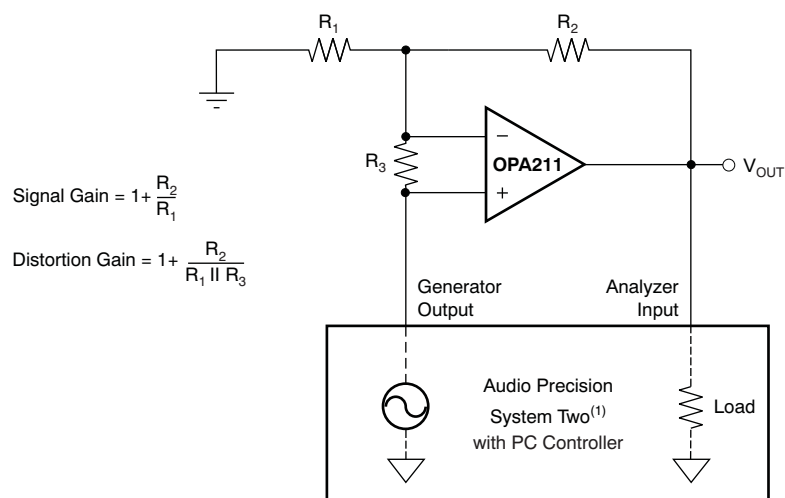 R1
R2
R3
−
OPA211
+
VOUT
Signal Gain = 1+ R2
R1
Distortion Gain = 1+ R2
R1 II R3
Generator
Output
Analyzer
Input
Audio Precision
System Two(1)
with PC Controller
Load